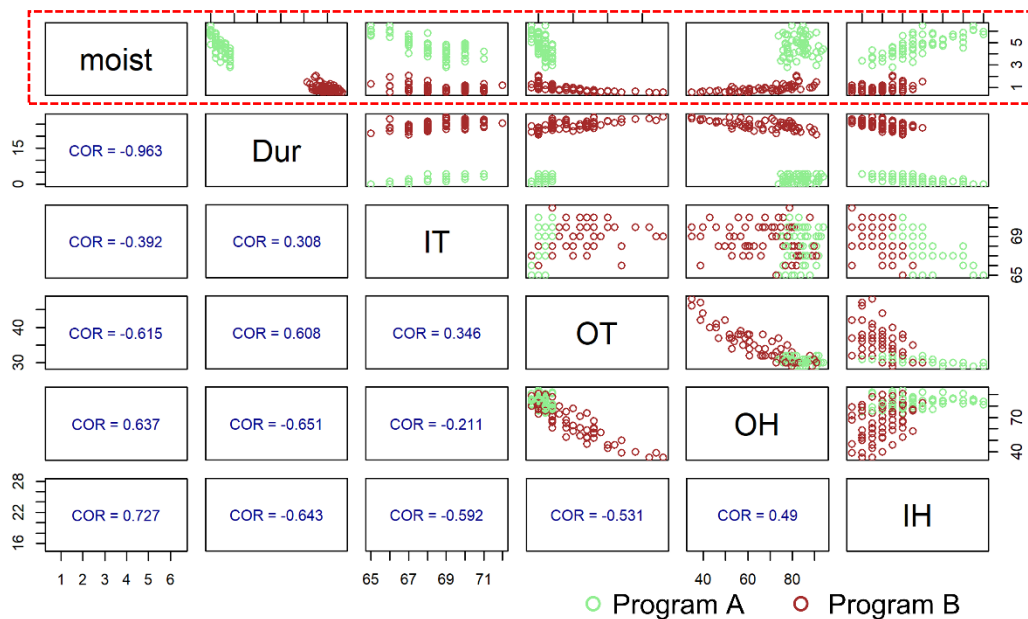 moist
5
3
1
15
0
COR = -0.963
Dur
COR = -0.392
COR = 0.308
IT
69
65
40
30
COR = -0.615
COR = 0.608
COR = 0.346
OT
COR = 0.637
COR = -0.651
COR = -0.211
OH
70
40
28
22
16
COR = 0.727
COR = -0.643
COR = -0.592
COR = -0.531
COR = 0.49
IH
1 2 3 4 5 6
65 67 69 71
40 60 80
Program A Program B